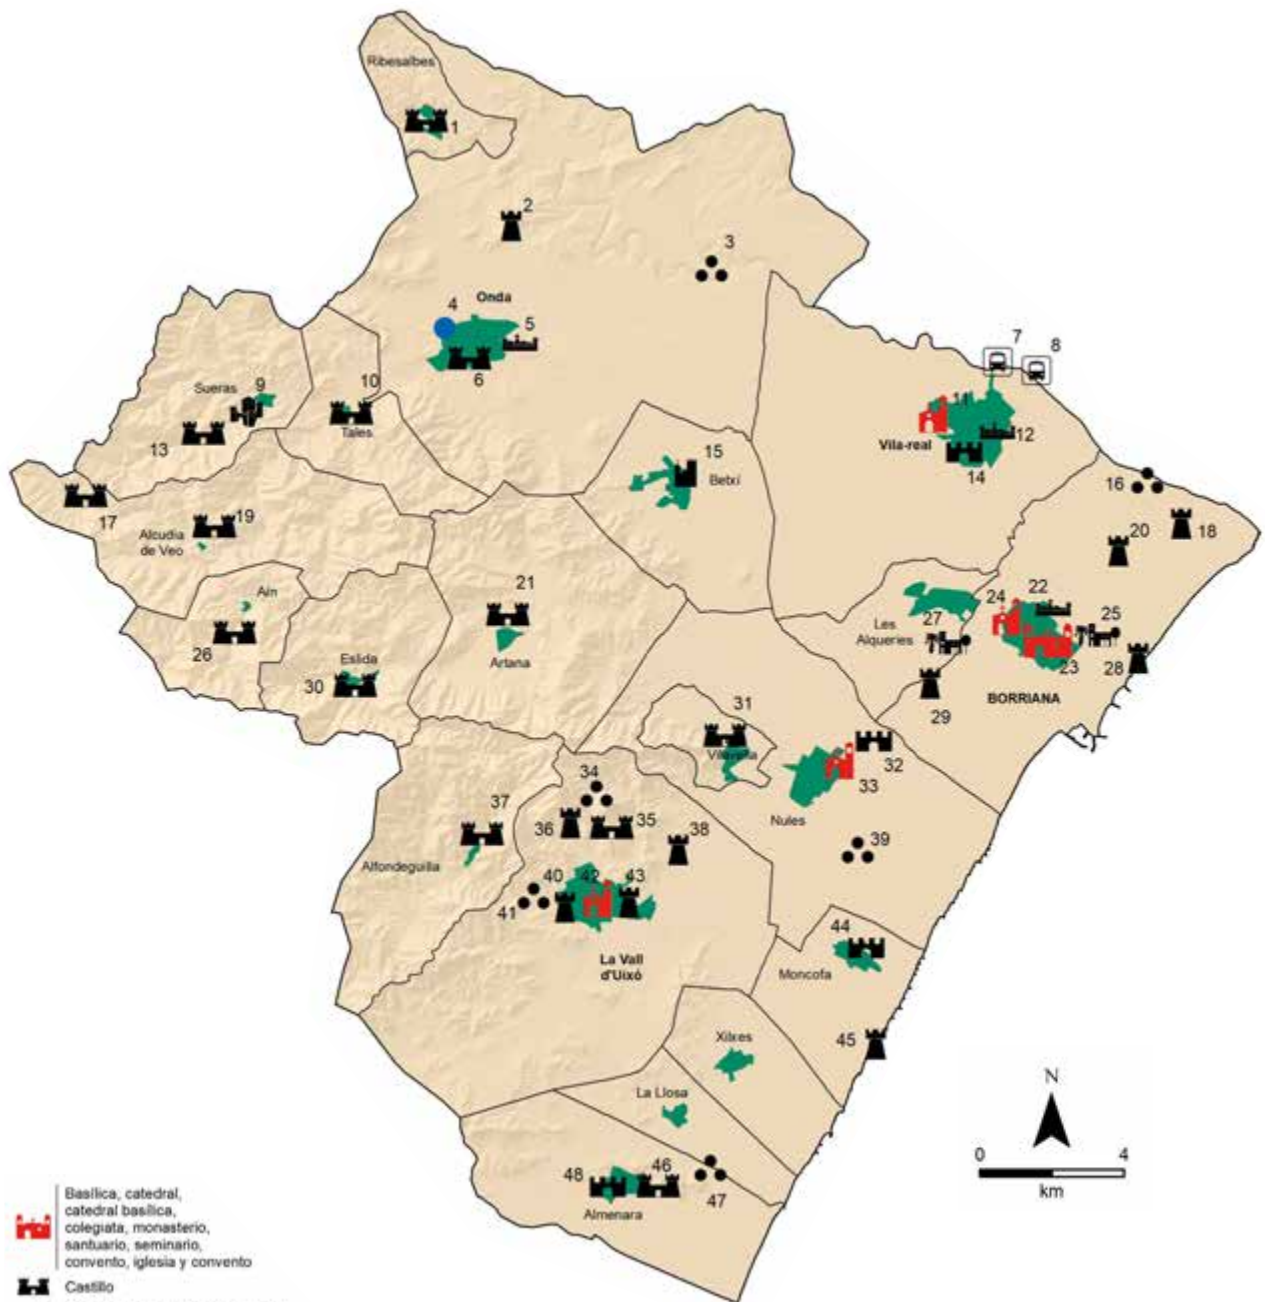 Ribesalbes
1
2
3
4
Onda
5
6
7
8
Sueras
9
10
Tales
11
12
Vila-real
13
14
15
Betxí
16
17
18
Alcudia
de Veo
19
20
21
Artana
Aín
22
23
24
25
BORRIANA
26
Les
Alqueries
27
28
29
Eslida
30
31
Vilavella
32
33
Nules
34
35
36
37
Alfondeguilla
38
39
40
41
42
43
La Vall
d'Uixó
44
Moncofa
45
Xilxes
La Llosa
46
47
48
Almenara
N
0
4
km
Basílica, catedral,
catedral basílica,
colegiata, monasterio,
santuario, seminario,
convento, iglesia y convento
Castillo